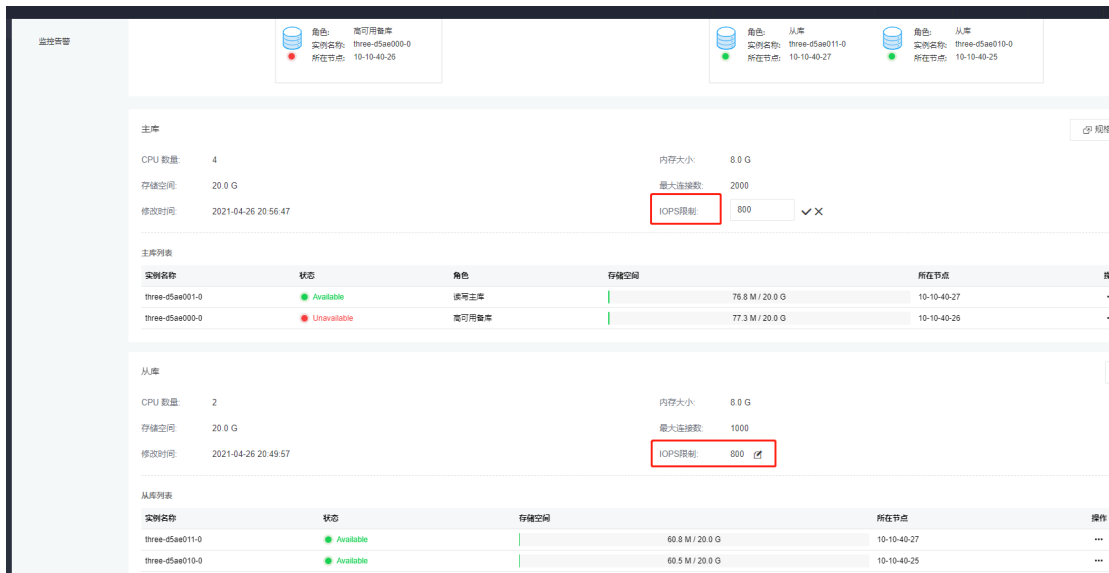 监控告警
角色: 高可用备库
实例名称: three-d5ae000-0
所在节点: 10-10-40-26
角色: 从库
实例名称: three-d5ae011-0
所在节点: 10-10-40-27
角色: 从库
实例名称: three-d5ae010-0
所在节点: 10-10-40-25
主库
规格
CPU 数量: 4 内存大小: 8.0 G
存储空间: 20.0 G 最大连接数: 2000
修改时间: 2021-04-26 20:56:47 IOPS限制: 800
主库列表
实例名称 状态 角色 存储空间 所在节点
three-d5ae001-0 Available 读写主库 76.8 M / 20.0 G 10-10-40-27
three-d5ae000-0 Unavailable 高可用备库 77.3 M / 20.0 G 10-10-40-26
从库
CPU 数量: 2 内存大小: 8.0 G
存储空间: 20.0 G 最大连接数: 1000
修改时间: 2021-04-26 20:49:57 IOPS限制: 800
从库列表
实例名称 状态 存储空间 所在节点 操作
three-d5ae011-0 Available 60.8 M / 20.0 G 10-10-40-27 •••
three-d5ae010-0 Available 60.5 M / 20.0 G 10-10-40-25 •••